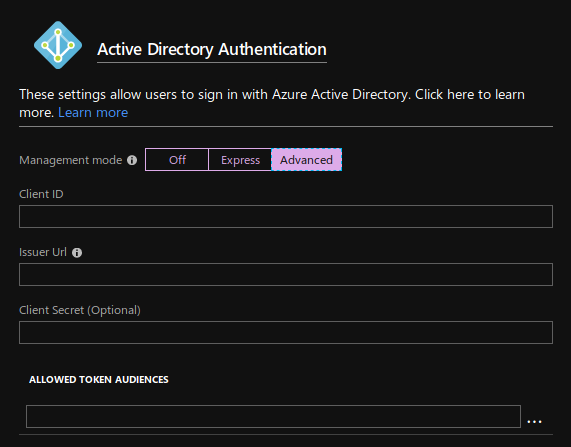 Active Directory Authentication
These settings allow users to sign in with Azure Active Directory. Click here to learn
more. Learn more
Management mode Off Express Advanced
Client ID
Issuer Url
Client Secret (Optional)
ALLOWED TOKEN AUDIENCES
...